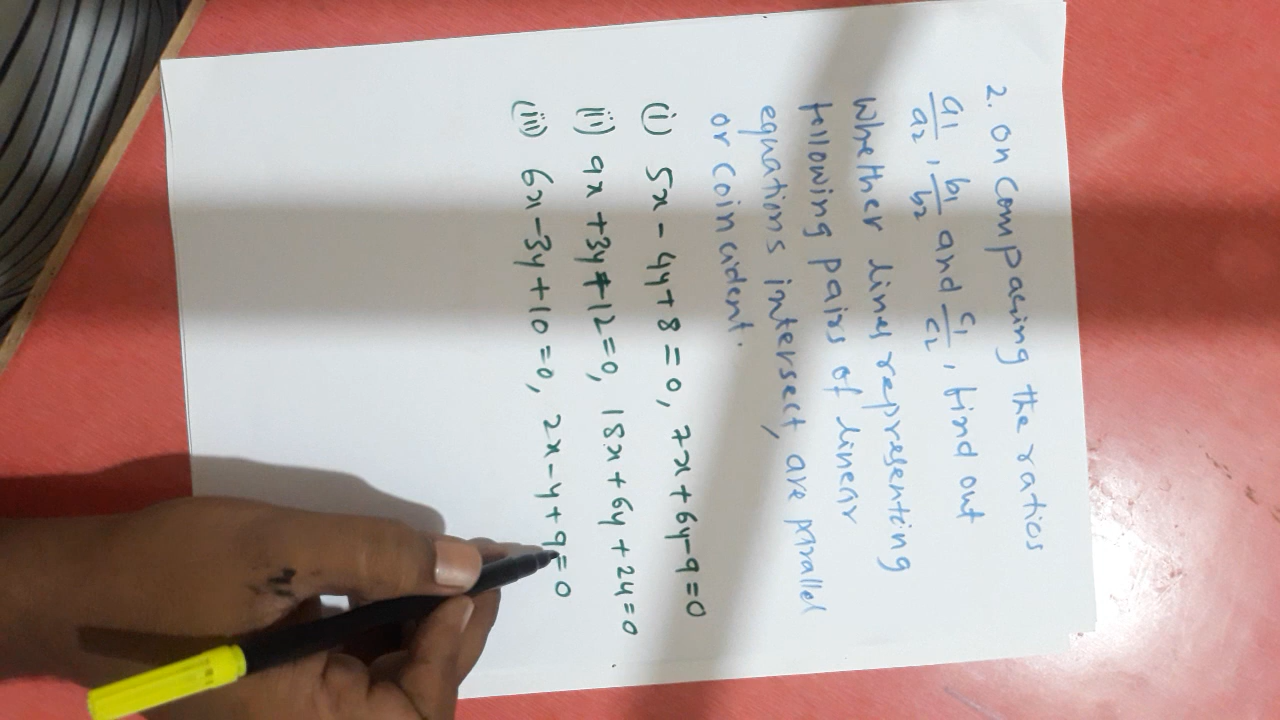 2. On Comparing the ratios
a1/a2, b1/b2 and c1/c2, find out
Whether lines representing
following pairs of linear
equations intersect, are parallel
or coincident.
(i) 5x - 4y + 8 = 0, 7x + 6y - 9 = 0
(ii) 9x + 3y + 12 = 0, 18x + 6y + 24 = 0
(iii) 6x - 3y + 10 = 0, 2x - y + 9 = 0